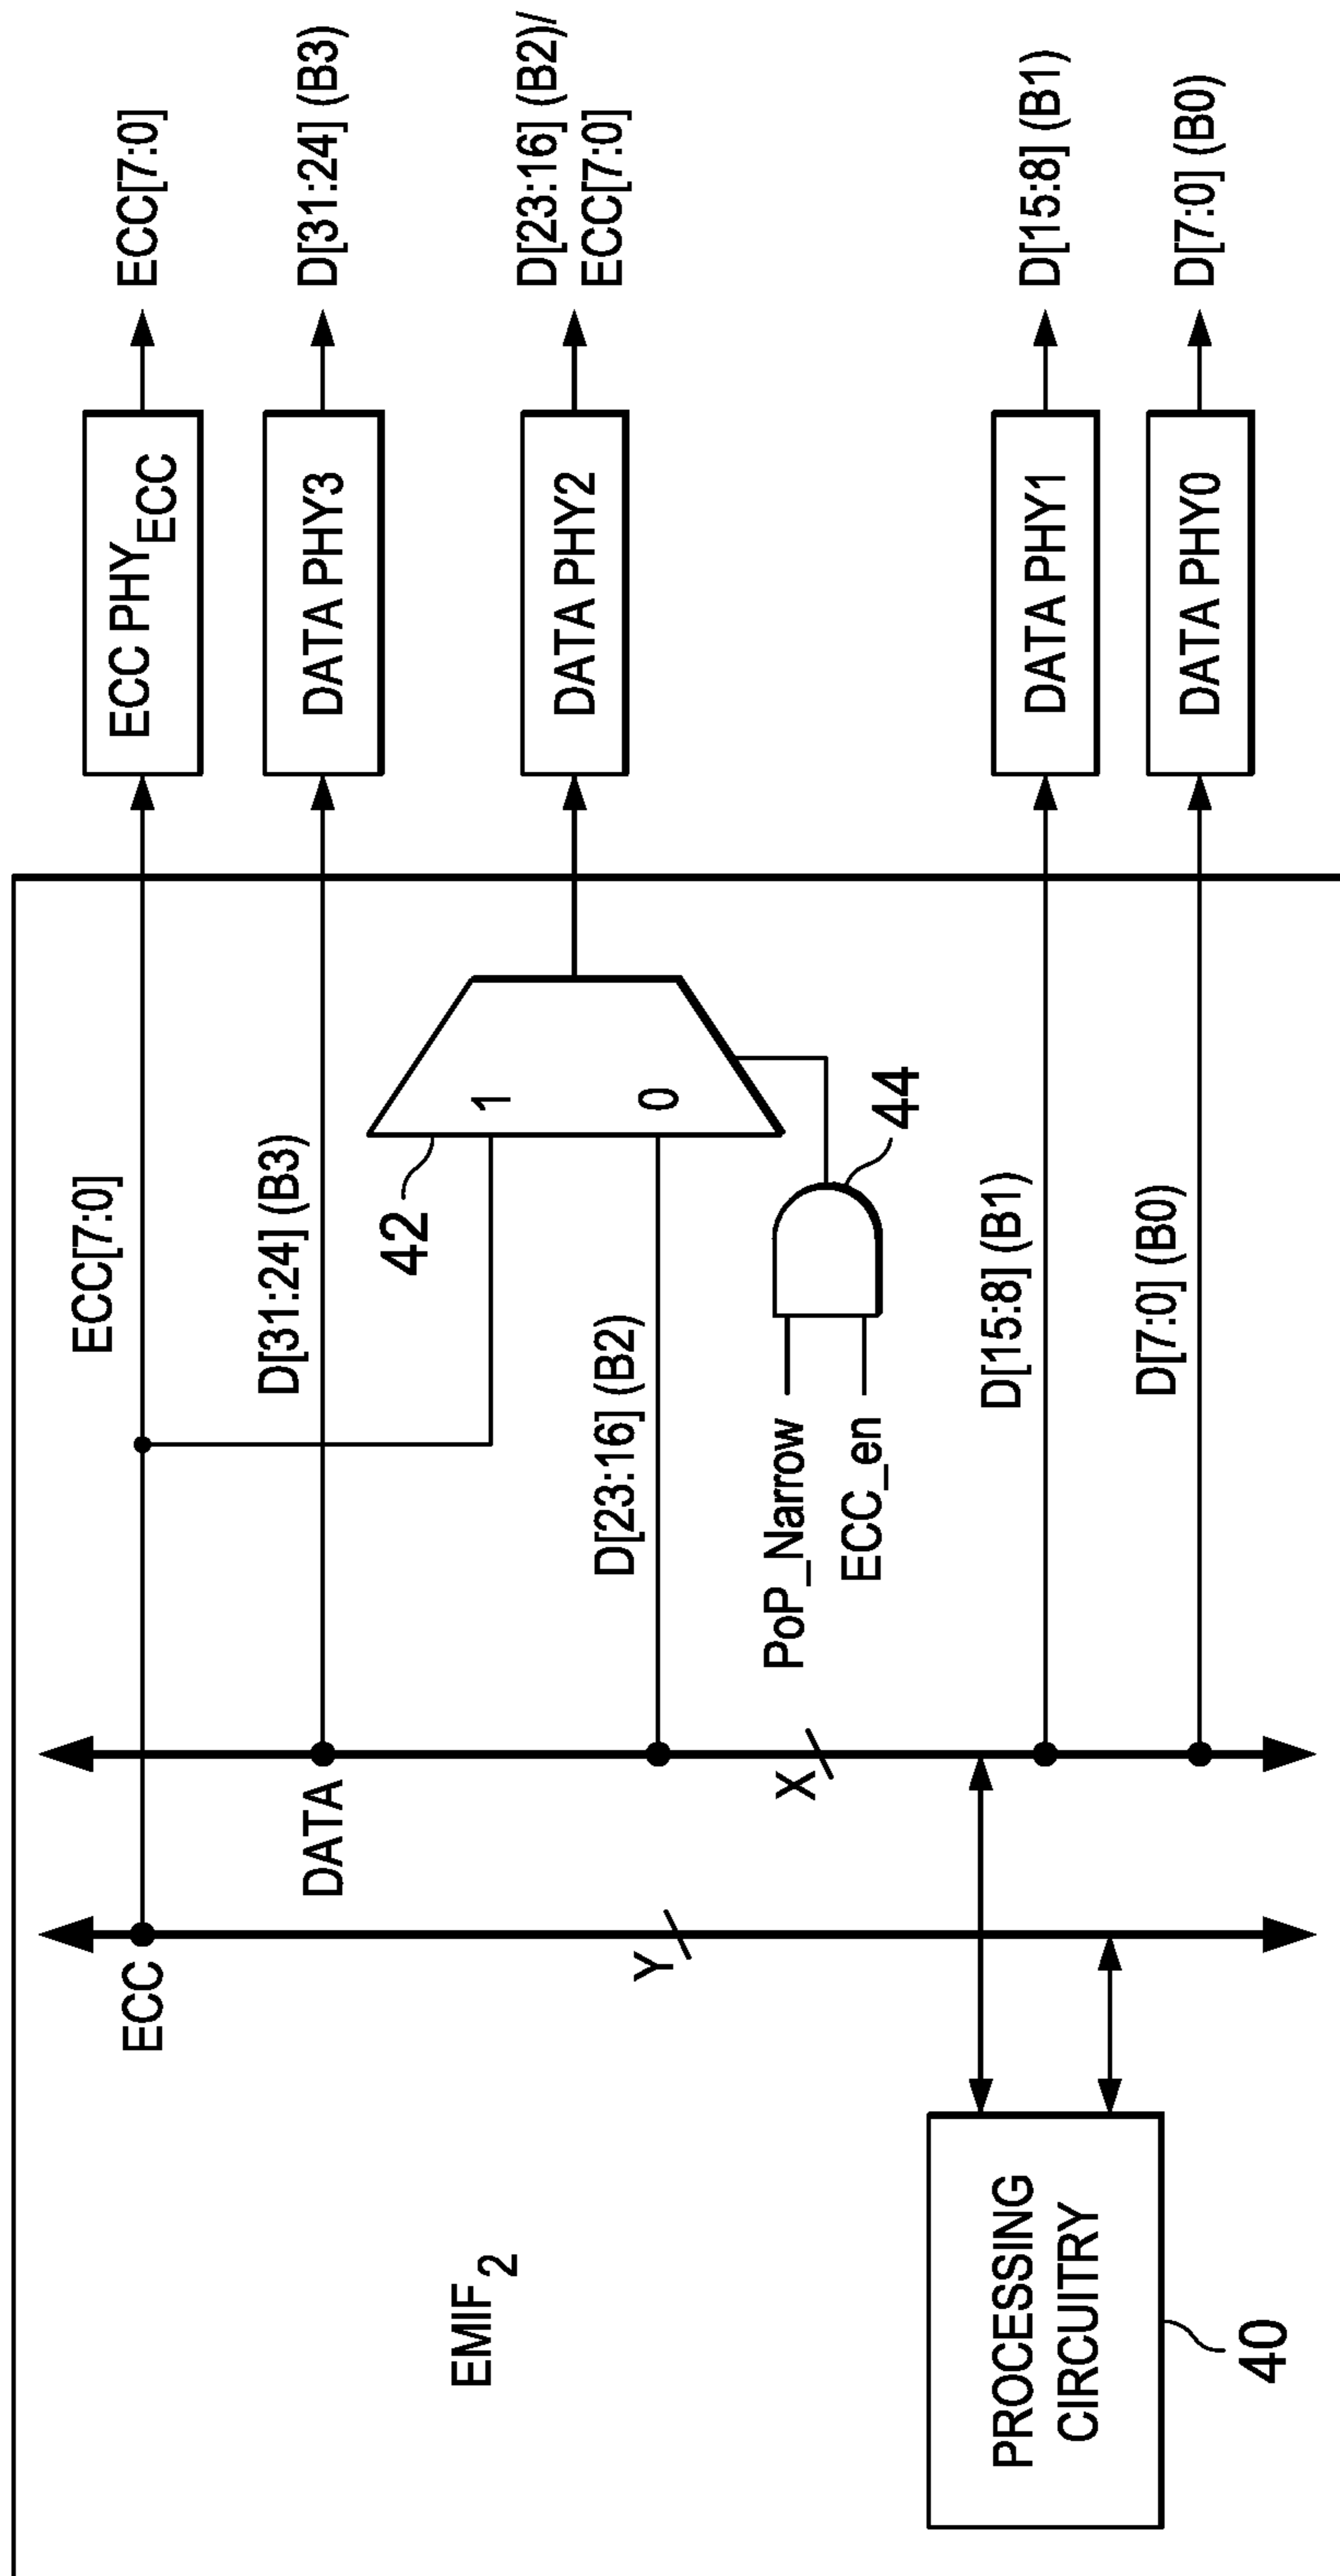 ECC[7:0]
ECC PHY_ECC
ECC[7:0]
ECC
D[31:24] (B3)
DATA PHY3
D[31:24] (B3)
DATA
42
1
0
D[23:16] (B2)
DATA PHY2
D[23:16] (B2)/
ECC[7:0]
EMIF_2
Y
X
PoP_Narrow
ECC_en
44
PROCESSING
CIRCUITRY
40
D[15:8] (B1)
DATA PHY1
D[15:8] (B1)
D[7:0] (B0)
DATA PHY0
D[7:0] (B0)